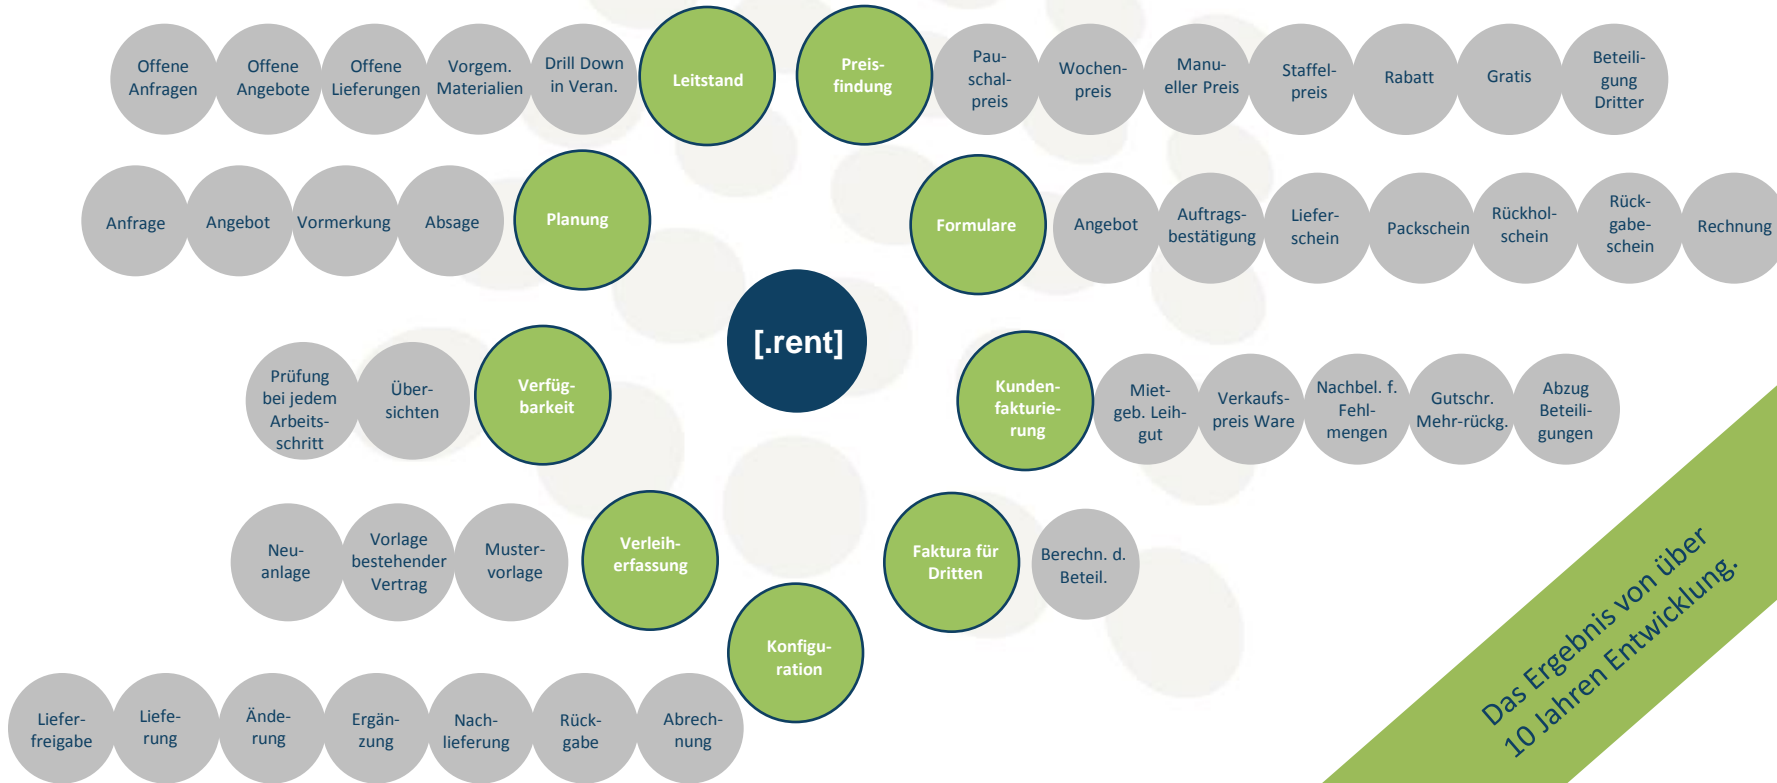 Offene
Anfragen
Offene
Angebote
Offene
Lieferungen
Vorgem.
Materialien
Drill Down
in Veran.
Leitstand
Preis-
findung
Pau-
schal-
preis
Wochen-
preis
Manu-
eller Preis
Staffel-
preis
Rabatt
Gratis
Beteili-
gung
Dritter
Anfrage
Angebot
Vormerkung
Absage
Planung
Formulare
Angebot
Auftrags-
bestätigung
Liefer-
schein
Packschein
Rückhol-
schein
Rück-
gabe-
schein
Rechnung
[.rent]
Prüfung
bei jedem
Arbeits-
schritt
Über-
sichten
Verfüg-
barkeit
Kunden-
fakturie-
rung
Miet-
geb. Leih-
gut
Verkaufs-
preis Ware
Nachbel. f.
Fehl-
mengen
Gutschr.
Mehr-rückg.
Abzug
Beteili-
gungen
Neu-
anlage
Vorlage
bestehender
Vertrag
Muster-
vorlage
Verleih-
erfassung
Faktura für
Dritten
Berechn. d.
Beteil.
Konfigu-
ration
Liefer-
freigabe
Liefe-
rung
Ände-
rung
Ergän-
zung
Nach-
lieferung
Rück-
gabe
Abrech-
nung
Das Ergebnis von über
10 Jahren Entwicklung.